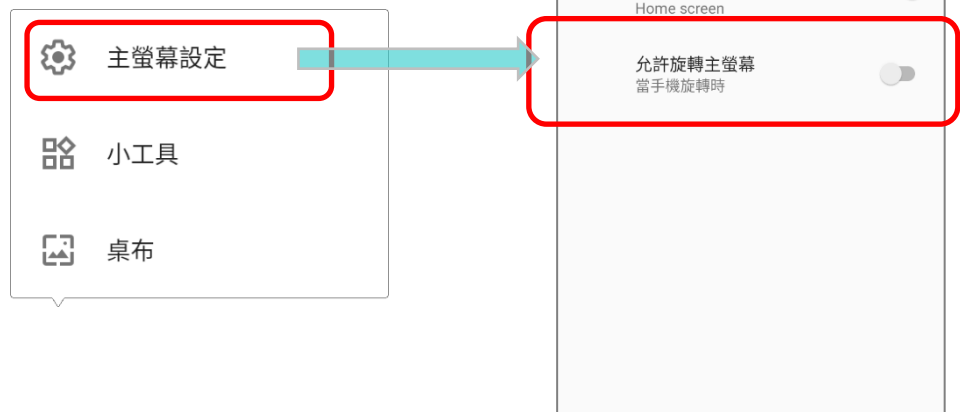 主螢幕設定
小工具
桌布
Home screen
允許旋轉主螢幕
當手機旋轉時